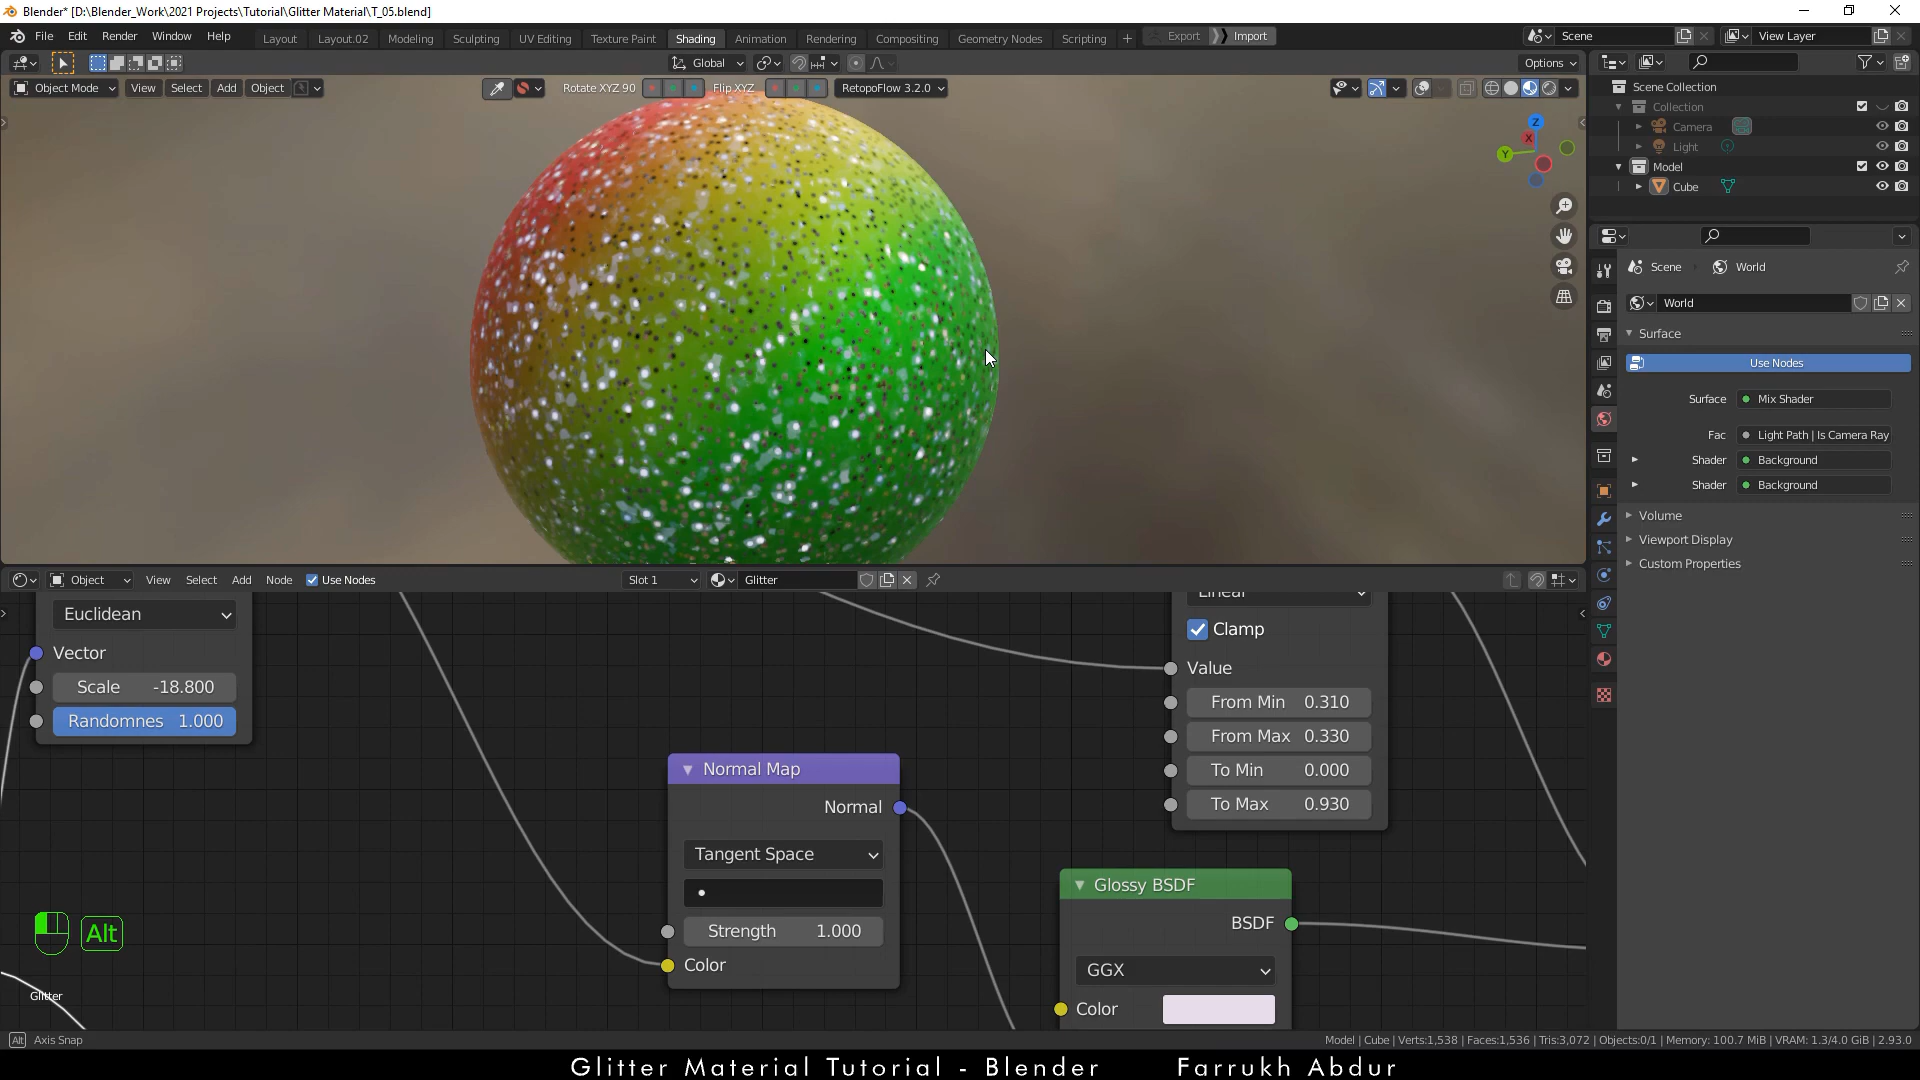 Blender* [D:\Blender_Work\2021 Projects\Tutorial\Glitter Material\T_05.blend]
File Edit Render Window Help Layout Layout.02 Modeling Sculpting UV Editing Texture Paint Shading Animation Rendering Compositing Geometry Nodes Scripting + Export Import Scene View Layer
Global Options
Object Mode View Select Add Object Rotate XYZ 90 Flip XYZ RetopoFlow 3.2.0
Scene Collection
Collection
Camera
Light
Model
Cube
Z
X
Y
Scene World
World
Surface
Use Nodes
Surface Mix Shader
Fac Light Path | Is Camera Ray
Shader Background
Shader Background
Volume
Viewport Display
Custom Properties
Object View Select Add Node Use Nodes Slot 1 Glitter
Euclidean
Vector
Scale -18.800
Randomnes 1.000
Linear
Clamp
Value
From Min 0.310
From Max 0.330
To Min 0.000
To Max 0.930
Normal Map
Normal
Tangent Space
Strength 1.000
Color
Glossy BSDF
BSDF
GGX
Color
Alt
Glitter
Alt Axis Snap
Model | Cube | Verts:1,538 | Faces:1,536 | Tris:3,072 | Objects:0/1 | Memory: 100.7 MiB | VRAM: 1.3/4.0 GiB | 2.93.0
Glitter Material Tutorial - Blender Farrukh Abdur